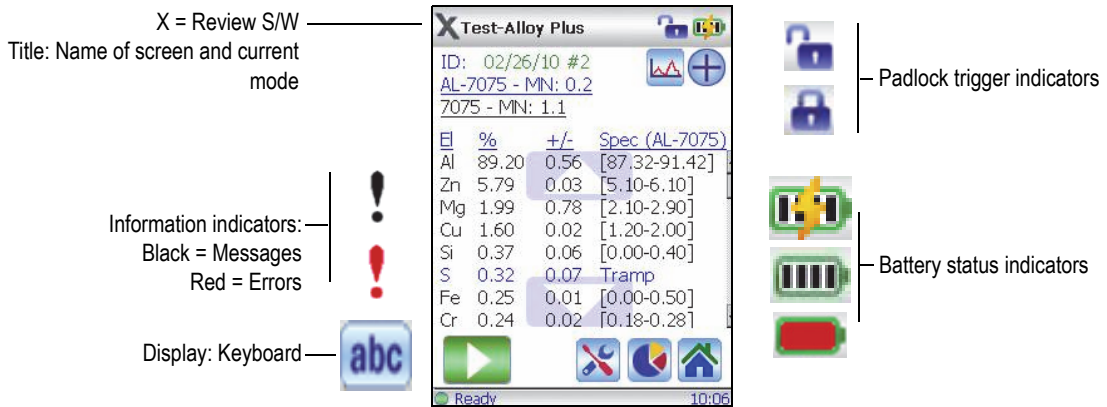 X = Review S/W
Title: Name of screen and current
mode
Information indicators:
Black = Messages
Red = Errors
Display: Keyboard
abc
X Test-Alloy Plus
ID: 02/26/10 #2
AL-7075 - MN: 0.2
7075 - MN: 1.1
El % +/- Spec (AL-7075)
Al 89.20 0.56 [87.32-91.42]
Zn 5.79 0.03 [5.10-6.10]
Mg 1.99 0.78 [2.10-2.90]
Cu 1.60 0.02 [1.20-2.00]
Si 0.37 0.06 [0.00-0.40]
S 0.32 0.07 Tramp
Fe 0.25 0.01 [0.00-0.50]
Cr 0.24 0.02 [0.18-0.28]
Ready 10:06
Padlock trigger indicators
Battery status indicators